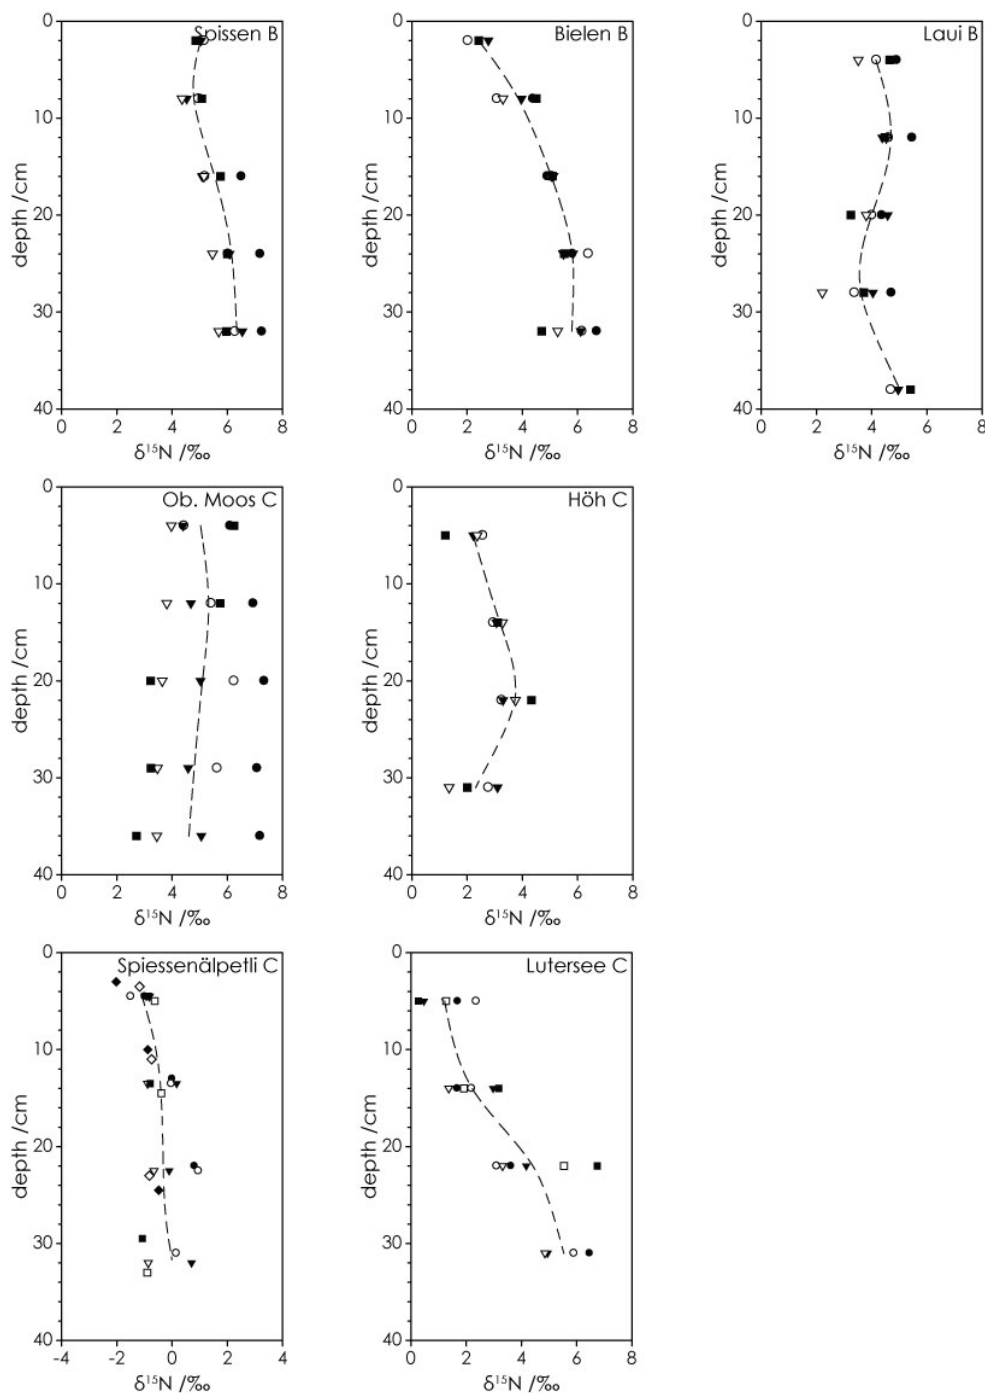 Spissen B
0
10
20
30
40
depth /cm
0 2 4 6 8
δ¹⁵N /‰
Bielen B
0
10
20
30
40
depth /cm
0 2 4 6 8
δ¹⁵N /‰
Laui B
0
10
20
30
40
depth /cm
0 2 4 6 8
δ¹⁵N /‰
Ob. Moos C
0
10
20
30
40
depth /cm
0 2 4 6 8
δ¹⁵N /‰
Höh C
0
10
20
30
40
depth /cm
0 2 4 6 8
δ¹⁵N /‰
Spiessenälpetli C
0
10
20
30
40
depth /cm
-4 -2 0 2 4
δ¹⁵N /‰
Lutersee C
0
10
20
30
40
depth /cm
0 2 4 6 8
δ¹⁵N /‰